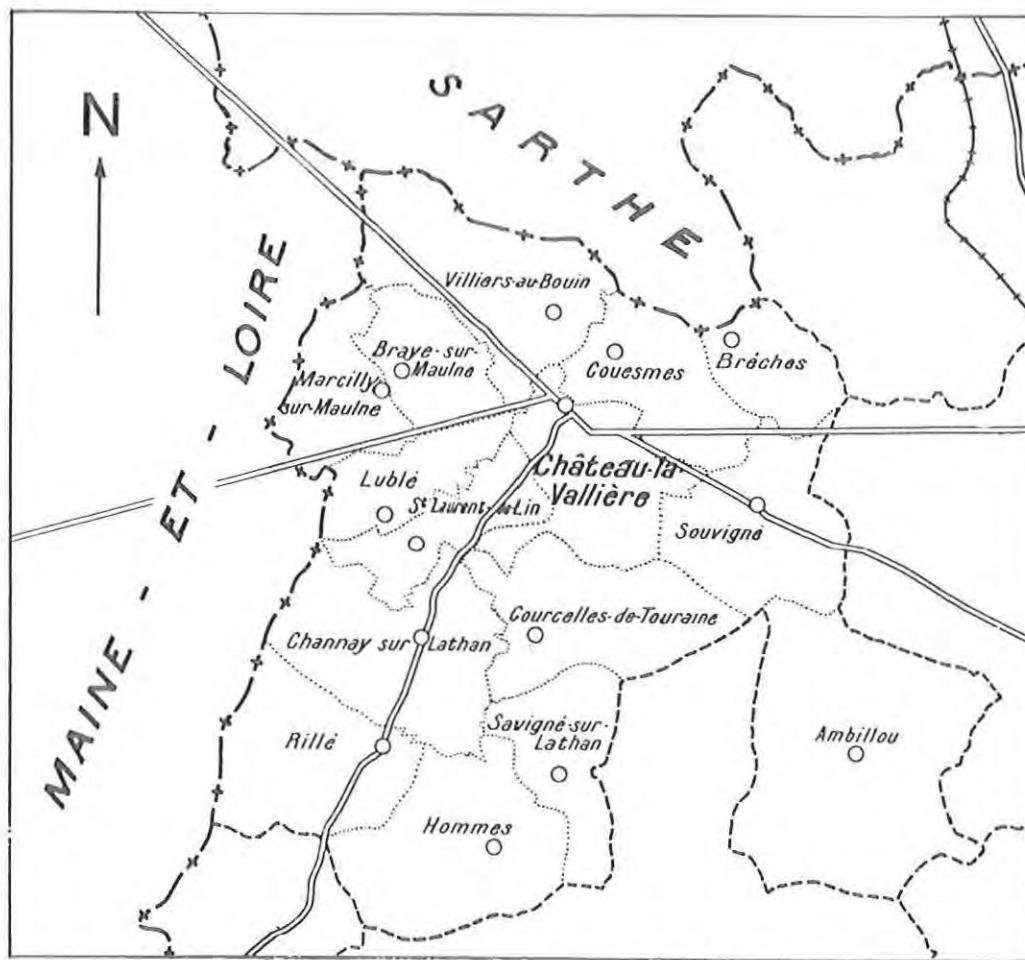 SARTHE
N
MAINE - ET - LOIRE
Villiers-au-Bouin
Braye-sur-
Maulne
Couesmes
Brèches
Marcilly-
sur-Maulne
Château-la-
Vallière
Lublé
St Laurent-de-Lin
Souvigné
Courcelles-de-Touraine
Channay sur Lathan
Savigné-sur-
Lathan
Rillé
Ambillou
Hommes